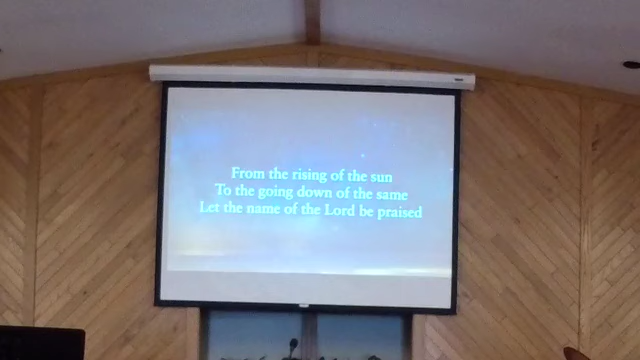 From the rising of the sun
To the going down of the same
Let the name of the Lord be praised